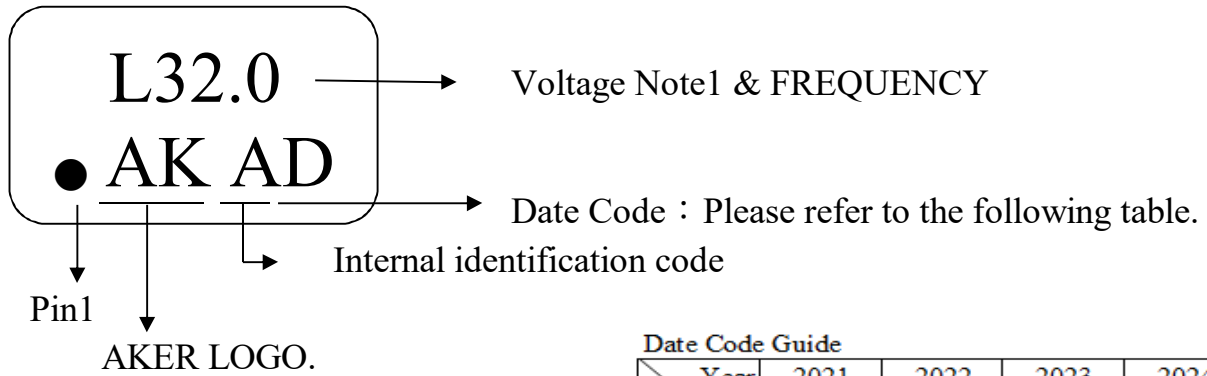 L32.0
Voltage Note1 & FREQUENCY
● AK AD
Date Code：Please refer to the following table.
Internal identification code
Pin1
AKER LOGO.
Date Code Guide
Year 2021 2022 2023